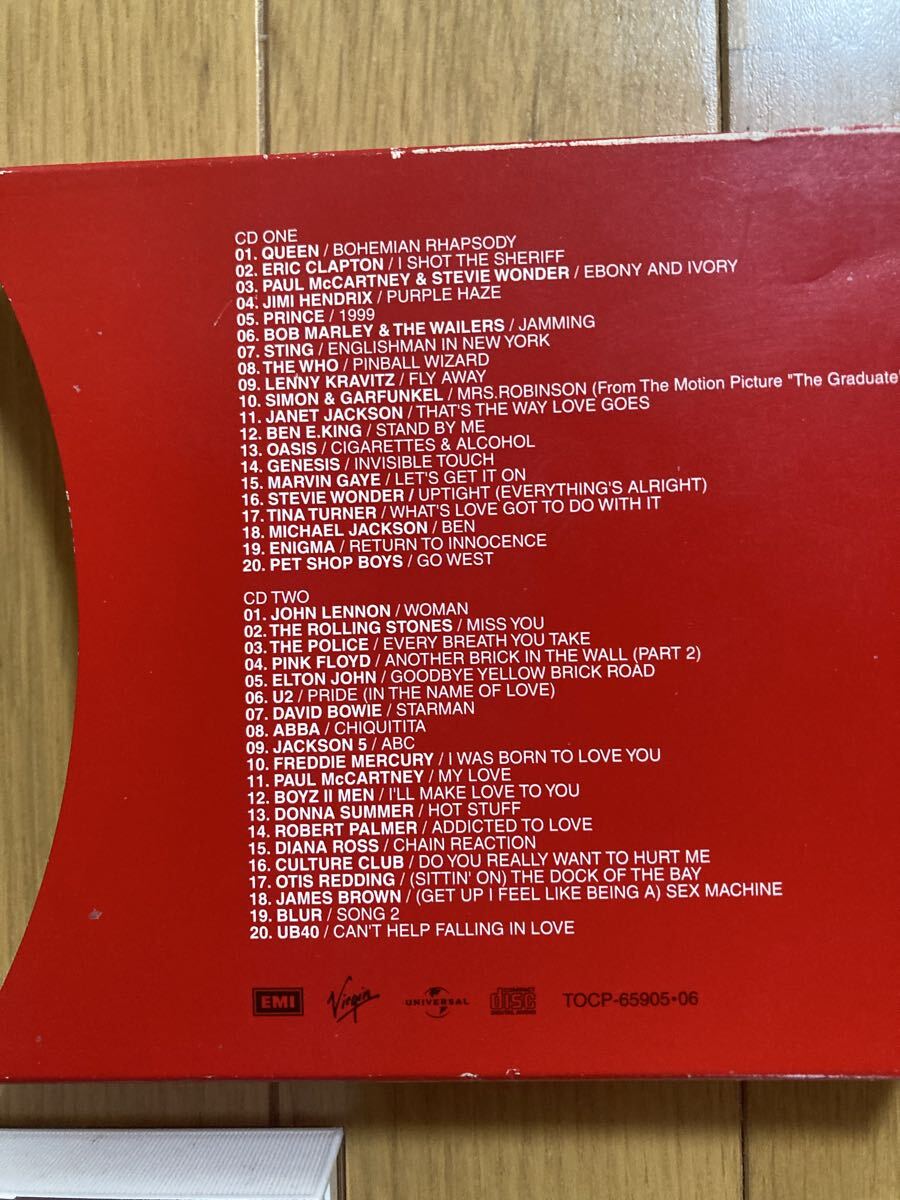 CD ONE
01. QUEEN / BOHEMIAN RHAPSODY
02. ERIC CLAPTON / I SHOT THE SHERIFF
03. PAUL McCARTNEY & STEVIE WONDER / EBONY AND IVORY
04. JIMI HENDRIX / PURPLE HAZE
05. PRINCE / 1999
06. BOB MARLEY & THE WAILERS / JAMMING
07. STING / ENGLISHMAN IN NEW YORK
08. THE WHO / PINBALL WIZARD
09. LENNY KRAVITZ / FLY AWAY
10. SIMON & GARFUNKEL / MRS.ROBINSON (From The Motion Picture "The Graduate"
11. JANET JACKSON / THAT'S THE WAY LOVE GOES
12. BEN E.KING / STAND BY ME
13. OASIS / CIGARETTES & ALCOHOL
14. GENESIS / INVISIBLE TOUCH
15. MARVIN GAYE / LET'S GET IT ON
16. STEVIE WONDER / UPTIGHT (EVERYTHING'S ALRIGHT)
17. TINA TURNER / WHAT'S LOVE GOT TO DO WITH IT
18. MICHAEL JACKSON / BEN
19. ENIGMA / RETURN TO INNOCENCE
20. PET SHOP BOYS / GO WEST
CD TWO
01. JOHN LENNON / WOMAN
02. THE ROLLING STONES / MISS YOU
03. THE POLICE / EVERY BREATH YOU TAKE
04. PINK FLOYD / ANOTHER BRICK IN THE WALL (PART 2)
05. ELTON JOHN / GOODBYE YELLOW BRICK ROAD
06. U2 / PRIDE (IN THE NAME OF LOVE)
07. DAVID BOWIE / STARMAN
08. ABBA / CHIQUITITA
09. JACKSON 5 / ABC
10. FREDDIE MERCURY / I WAS BORN TO LOVE YOU
11. PAUL McCARTNEY / MY LOVE
12. BOYZ II MEN / I'LL MAKE LOVE TO YOU
13. DONNA SUMMER / HOT STUFF
14. ROBERT PALMER / ADDICTED TO LOVE
15. DIANA ROSS / CHAIN REACTION
16. CULTURE CLUB / DO YOU REALLY WANT TO HURT ME
17. OTIS REDDING / (SITTIN' ON) THE DOCK OF THE BAY
18. JAMES BROWN / (GET UP I FEEL LIKE BEING A) SEX MACHINE
19. BLUR / SONG 2
20. UB40 / CAN'T HELP FALLING IN LOVE
EMI Virgin UNIVERSAL COMPACT disc DIGITAL AUDIO TOCP-65905•06